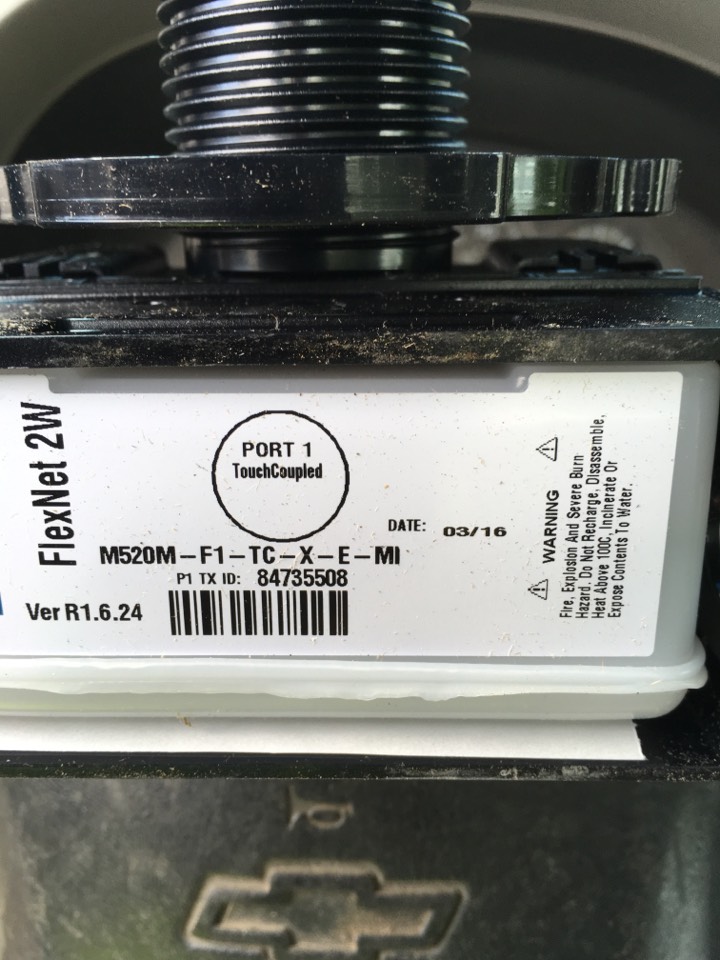 FlexNet 2W
PORT 1
TouchCoupled
DATE: 03/16
M520M-F1-TC-X-E-MI
P1 TX ID: 84735508
Ver R1.6.24
WARNING
Fire, Explosion And Severe Burn
Hazard. Do Not Recharge, Disassemble,
Heat Above 100C, Incinerate Or
Expose Contents To Water.